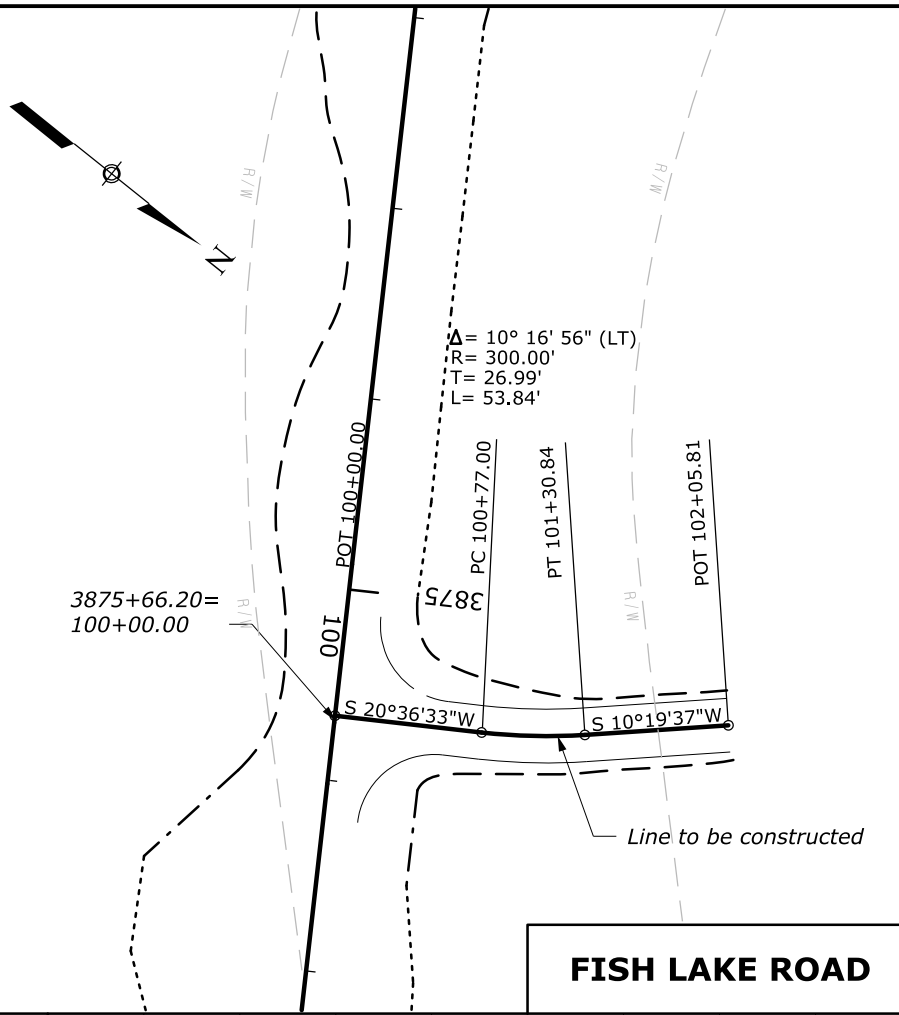 R/W
R/W
N
Δ= 10° 16' 56" (LT)
R= 300.00'
T= 26.99'
L= 53.84'
POT 100+00.00
PC 100+77.00
PT 101+30.84
POT 102+05.81
3875
3875+66.20=
100+00.00
R/W
R/W
100
S 20°36'33"W
S 10°19'37"W
Line to be constructed
FISH LAKE ROAD